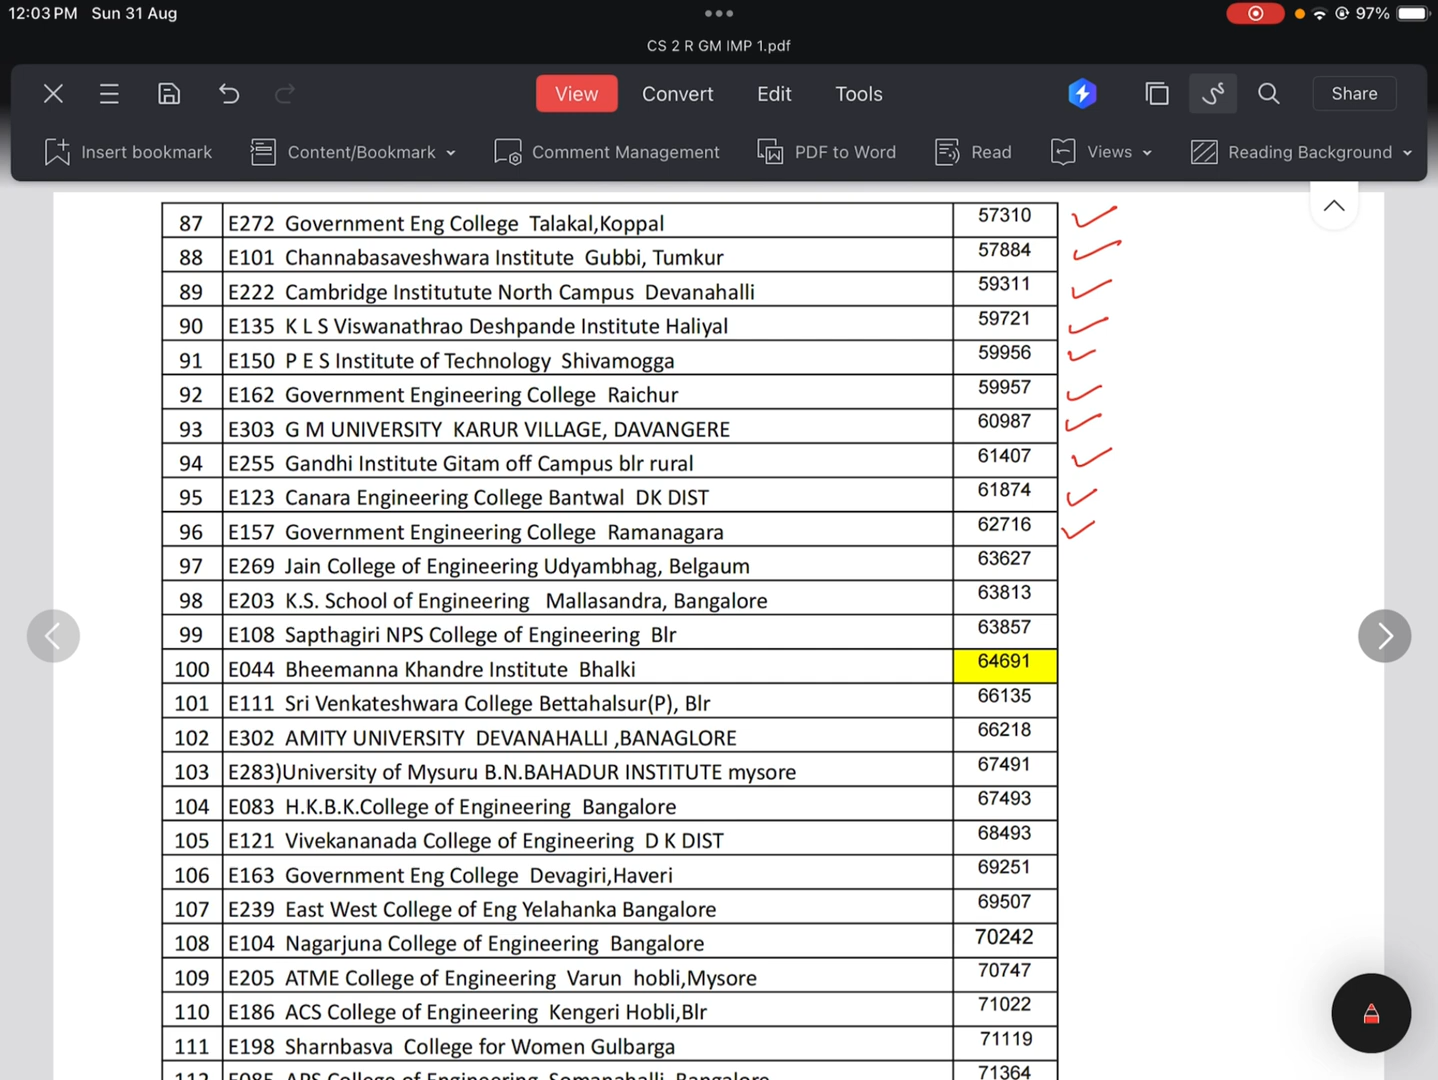 12:03 PM Sun 31 Aug
97%
CS 2 R GM IMP 1.pdf
View Convert Edit Tools Share
Insert bookmark Content/Bookmark Comment Management PDF to Word Read Views Reading Background
87 E272 Government Eng College Talakal,Koppal 57310
88 E101 Channabasaveshwara Institute Gubbi, Tumkur 57884
89 E222 Cambridge Institutute North Campus Devanahalli 59311
90 E135 K L S Viswanathrao Deshpande Institute Haliyal 59721
91 E150 P E S Institute of Technology Shivamogga 59956
92 E162 Government Engineering College Raichur 59957
93 E303 G M UNIVERSITY KARUR VILLAGE, DAVANGERE 60987
94 E255 Gandhi Institute Gitam off Campus blr rural 61407
95 E123 Canara Engineering College Bantwal DK DIST 61874
96 E157 Government Engineering College Ramanagara 62716
97 E269 Jain College of Engineering Udyambhag, Belgaum 63627
98 E203 K.S. School of Engineering Mallasandra, Bangalore 63813
99 E108 Sapthagiri NPS College of Engineering Blr 63857
100 E044 Bheemanna Khandre Institute Bhalki 64691
101 E111 Sri Venkateshwara College Bettahalsur(P), Blr 66135
102 E302 AMITY UNIVERSITY DEVANAHALLI ,BANAGLORE 66218
103 E283)University of Mysuru B.N.BAHADUR INSTITUTE mysore 67491
104 E083 H.K.B.K.College of Engineering Bangalore 67493
105 E121 Vivekananada College of Engineering D K DIST 68493
106 E163 Government Eng College Devagiri,Haveri 69251
107 E239 East West College of Eng Yelahanka Bangalore 69507
108 E104 Nagarjuna College of Engineering Bangalore 70242
109 E205 ATME College of Engineering Varun hobli,Mysore 70747
110 E186 ACS College of Engineering Kengeri Hobli,Blr 71022
111 E198 Sharnbasva College for Women Gulbarga 71119
112 E085 APS College of Engineering Somanahalli, Bangalore 71364